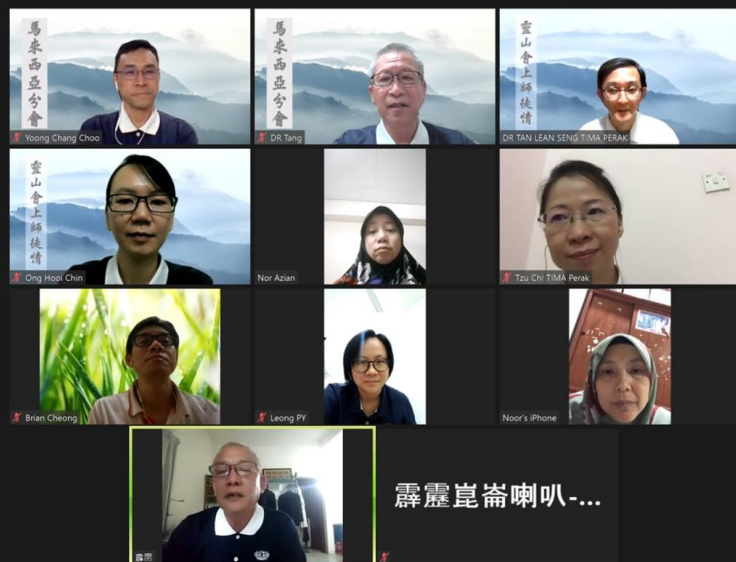 馬來西亞分會
Yoong Chang Choo
馬來西亞分會
DR Tang
靈山會上師徒情
DR TAN LEAN SENG TIMA PERAK
靈山會上師徒情
Ong Hooi Chin
Nor Azian
Tzu Chi TIMA Perak
Brian Cheong
Leong PY
Noor's iPhone
霹靂崑崙喇叭-...